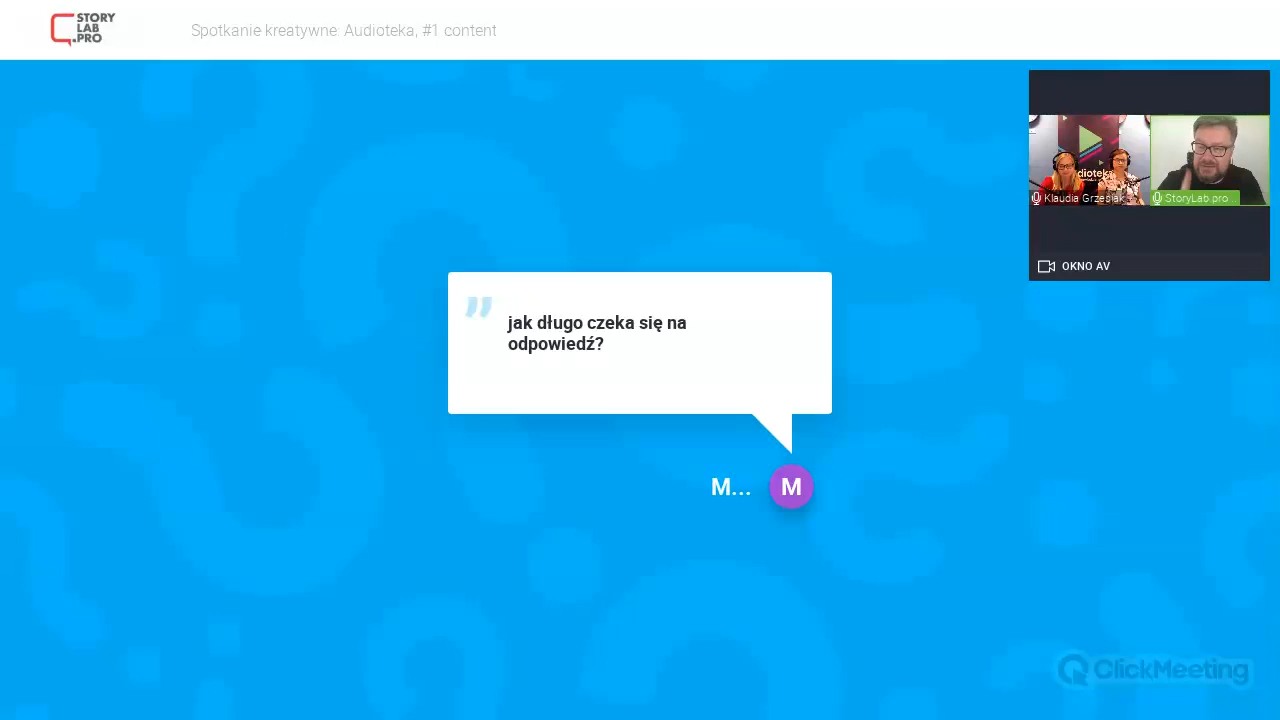 STORY
LAB
.PRO
Spotkanie kreatywne: Audioteka, #1 content
Klaudia Grzesiak
StoryLab pro ...
OKNO AV
jak długo czeka się na
odpowiedź?
M... M
ClickMeeting